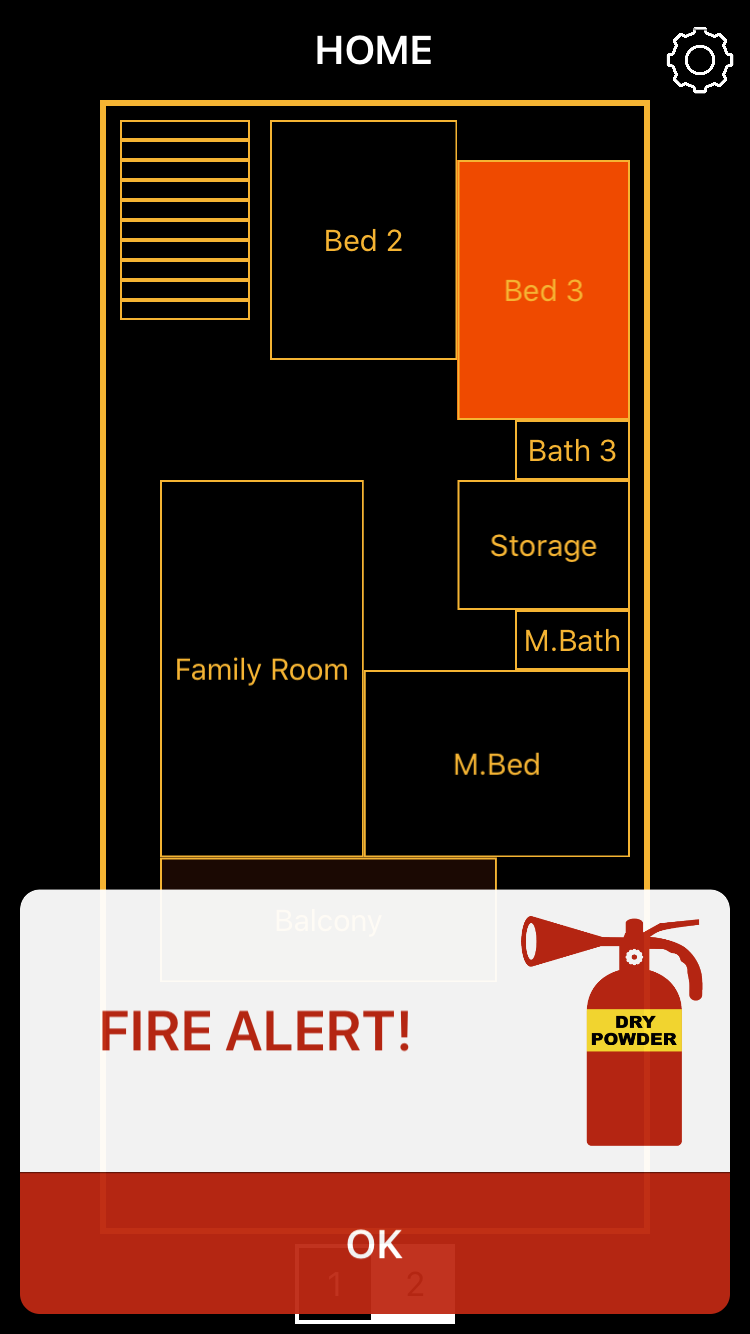 HOME
Bed 2
Bed 3
Bath 3
Storage
M.Bath
Family Room
M.Bed
Balcony
FIRE ALERT!
DRY
POWDER
OK
1
2